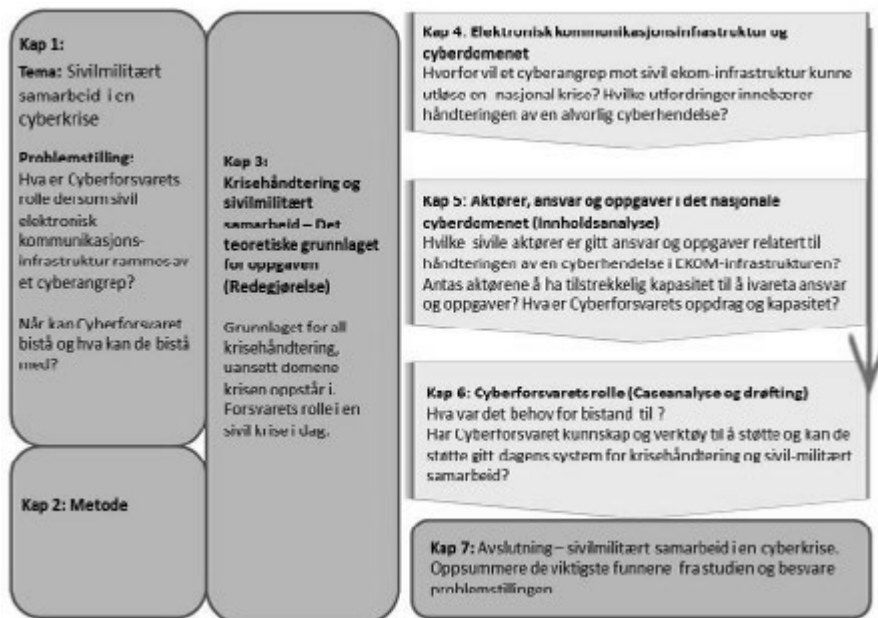 Kap 1:
Tema: Sivilmilitært
samarbeid i en
cyberkrise
Problemstilling:
Hva er Cyberforsvarets
rolle dersom sivil
elektronisk
kommunikasjons-
infrastruktur rammes av
et cyberangrep?
Når kan Cyberforsvaret
bistå og hva kan de bistå
med?
Kap 2: Metode
Kap 3:
Krisehåndtering og
sivilmilitært
samarbeid – Det
teoretiske grunnlaget
for oppgaven
(Redegjørelse)
Grunnlaget for all
krisehåndtering,
uansett domene
krisen oppstår i.
Forsvarets rolle i en
sivil krise i dag.
Kap 4. Elektronisk kommunikasjonsinfrastruktur og
cyberdomenet
Hvorfor vil et cyberangrep mot sivil ekom-infrastruktur kunne
utløse en nasjonal krise? Hvilke utfordringer innebærer
håndteringen av en alvorlig cyberhendelse?
Kap 5: Aktører, ansvar og oppgaver i det nasjonale
cyberdomenet (Innholdsanalyse)
Hvilke sivile aktører er gitt ansvar og oppgaver relatert til
håndteringen av en cyberhendelse i EKOM-infrastrukturen?
Antas aktørene å ha tilstrekkelig kapasitet til å ivareta ansvar
og oppgaver? Hva er Cyberforsvarets oppdrag og kapasitet?
Kap 6: Cyberforsvarets rolle (Caseanalyse og drøfting)
Hva var det behov for bistand til ?
Har Cyberforsvaret kunnskap og verktøy til å støtte og kan de
støtte gitt dagens system for krisehåndtering og sivil-militært
samarbeid?
Kap 7: Avslutning – sivilmilitært samarbeid i en cyberkrise.
Oppsummere de viktigste funnene fra studien og besvare
problemstillingen